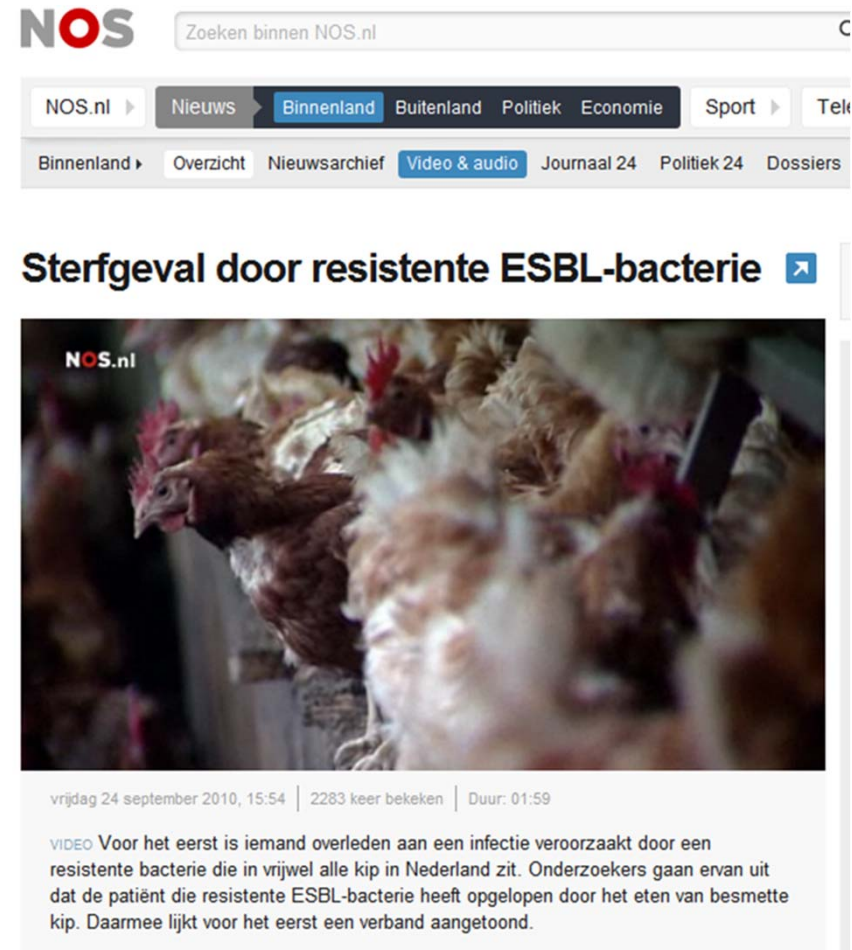 NOS
Zoeken binnen NOS.nl
NOS.nl Nieuws Binnenland Buitenland Politiek Economie Sport
Binnenland Overzicht Nieuwsarchief Video & audio Journaal 24 Politiek 24 Dossiers
Sterfgeval door resistente ESBL-bacterie
NOS.nl
vrijdag 24 september 2010, 15:54 | 2283 keer bekeken | Duur: 01:59
VIDEO Voor het eerst is iemand overleden aan een infectie veroorzaakt door een
resistente bacterie die in vrijwel alle kip in Nederland zit. Onderzoekers gaan ervan uit
dat de patiënt die resistente ESBL-bacterie heeft opgelopen door het eten van besmette
kip. Daarmee lijkt voor het eerst een verband aangetoond.